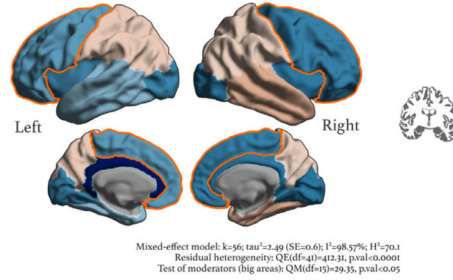 Left
Right
Mixed-effect model: k=56; tau²=2.49 (SE=0.6); I²=98.57%; H²=70.1
Residual heterogeneity: QE(df=41)=412.31, p.val<0.0001
Test of moderators (big areas): QM(df=15)=29.35, p.val<0.05